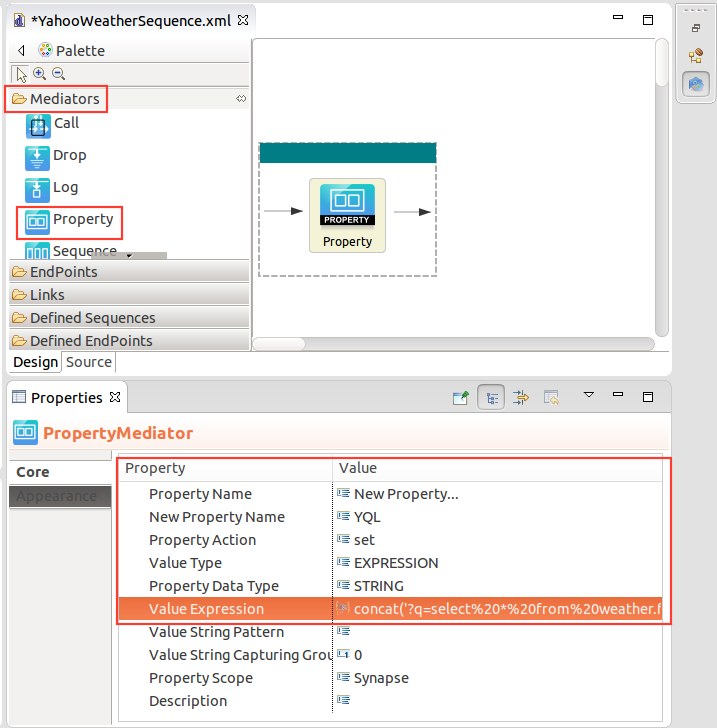 *YahooWeatherSequence.xml
Palette
Mediators
Call
Drop
Log
Property
Sequence
EndPoints
Links
Defined Sequences
Defined EndPoints
Design Source
PROPERTY
Property
Properties
PropertyMediator
Core
Appearance
Property Value
Property Name New Property...
New Property Name YQL
Property Action set
Value Type EXPRESSION
Property Data Type STRING
Value Expression concat('?q=select%20*%20from%20weather.f
Value String Pattern
Value String Capturing Grou 0
Property Scope Synapse
Description